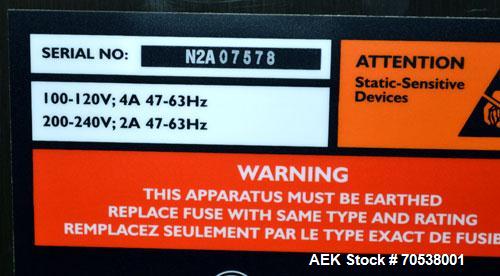 SERIAL NO: N2A07578
100-120V; 4A 47-63Hz
200-240V; 2A 47-63Hz
ATTENTION
Static-Sensitive
Devices
WARNING
THIS APPARATUS MUST BE EARTHED
REPLACE FUSE WITH SAME TYPE AND RATING
REMPLACEZ SEULEMENT PAR LE TYPE EXACT DE FUSIB
AEK Stock # 70538001